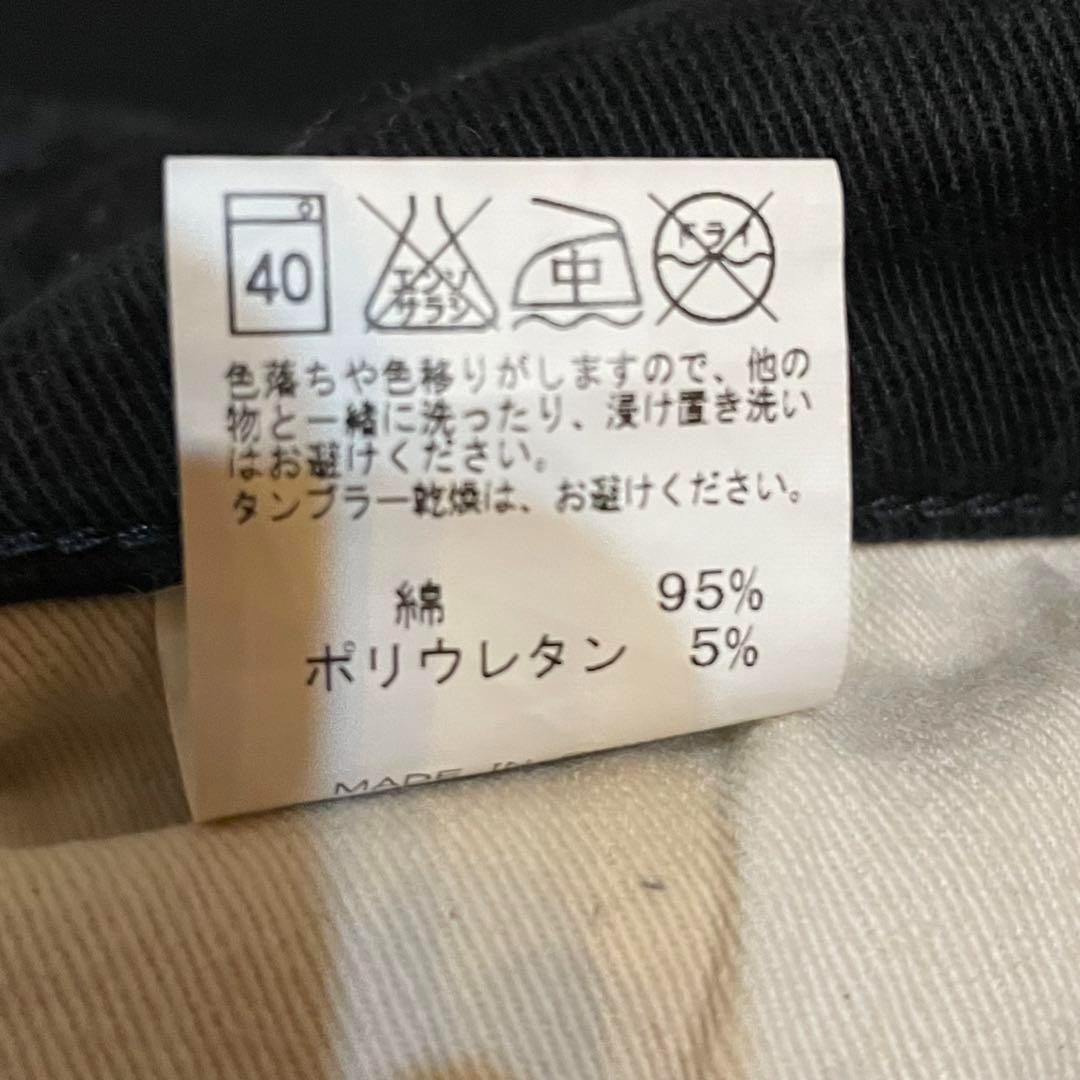 40 エンソ サラシ 中 ドライ
色落ちや色移りがしますので、他の
物と一緒に洗ったり、浸け置き洗い
はお避けください。
タンブラー乾燥は、お避けください。
綿 95%
ポリウレタン 5%
MADE IN